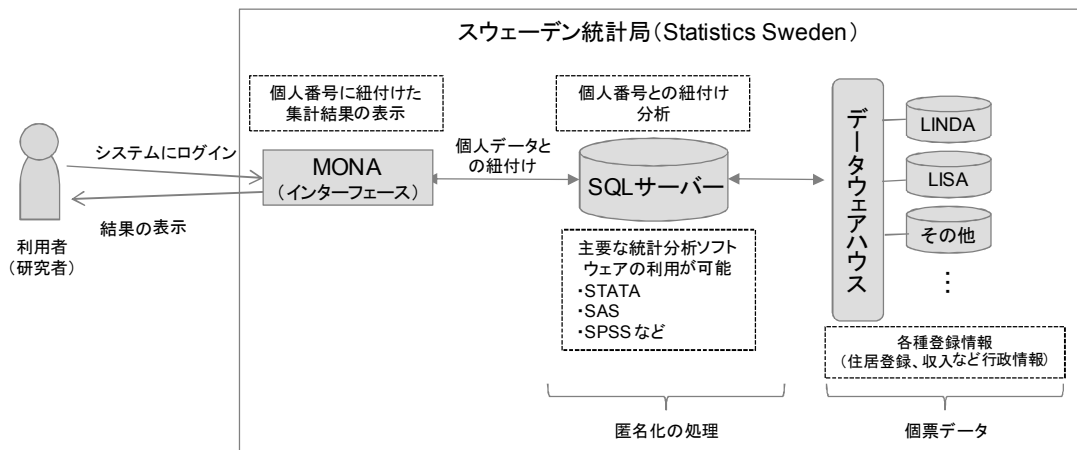 スウェーデン統計局(Statistics Sweden)
個人番号に紐付けた
集計結果の表示
個人番号との紐付け
分析
システムにログイン
MONA
(インターフェース)
個人データと
の紐付け
SQLサーバー
データウェアハウス
LINDA
LISA
その他
⋮
結果の表示
利用者
(研究者)
主要な統計分析ソフト
ウェアの利用が可能
・STATA
・SAS
・SPSSなど
各種登録情報
(住居登録、収入など行政情報)
匿名化の処理
個票データ